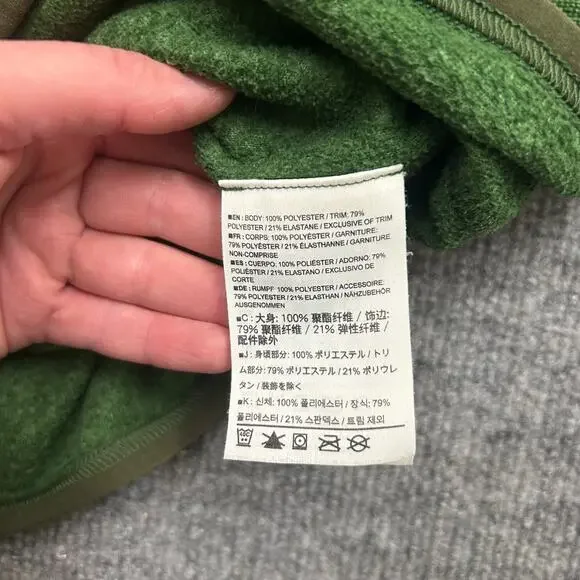 ■EN: BODY: 100% POLYESTER / TRIM: 79%
POLYESTER / 21% ELASTANE / EXCLUSIVE OF TRIM
■FR: CORPS: 100% POLYESTER / GARNITURE:
79% POLYESTER / 21% ÉLASTHANNE / GARNITURE
NON-COMPRISE
■ES: CUERPO: 100% POLIÉSTER / ADORNO: 79%
POLIÉSTER / 21% ELASTANO / EXCLUSIVO DE
CORTE
■DE: RUMPF: 100% POLYESTER / ACCESSOIRE:
79% POLYESTER / 21% ELASTHAN / NÄHZUBEHÖR
AUSGENOMMEN
■C: 大身: 100% 聚酯纤维 / 饰边:
79% 聚酯纤维 / 21% 弹性纤维 /
配件除外
■J: 身頃部分: 100% ポリエステル / トリ
ム部分: 79% ポリエステル / 21% ポリウレ
タン / 装飾を除く
■K: 신체: 100% 폴리에스터 / 장식: 79%
폴리에스터 / 21% 스판덱스 / 트림 제외
40C